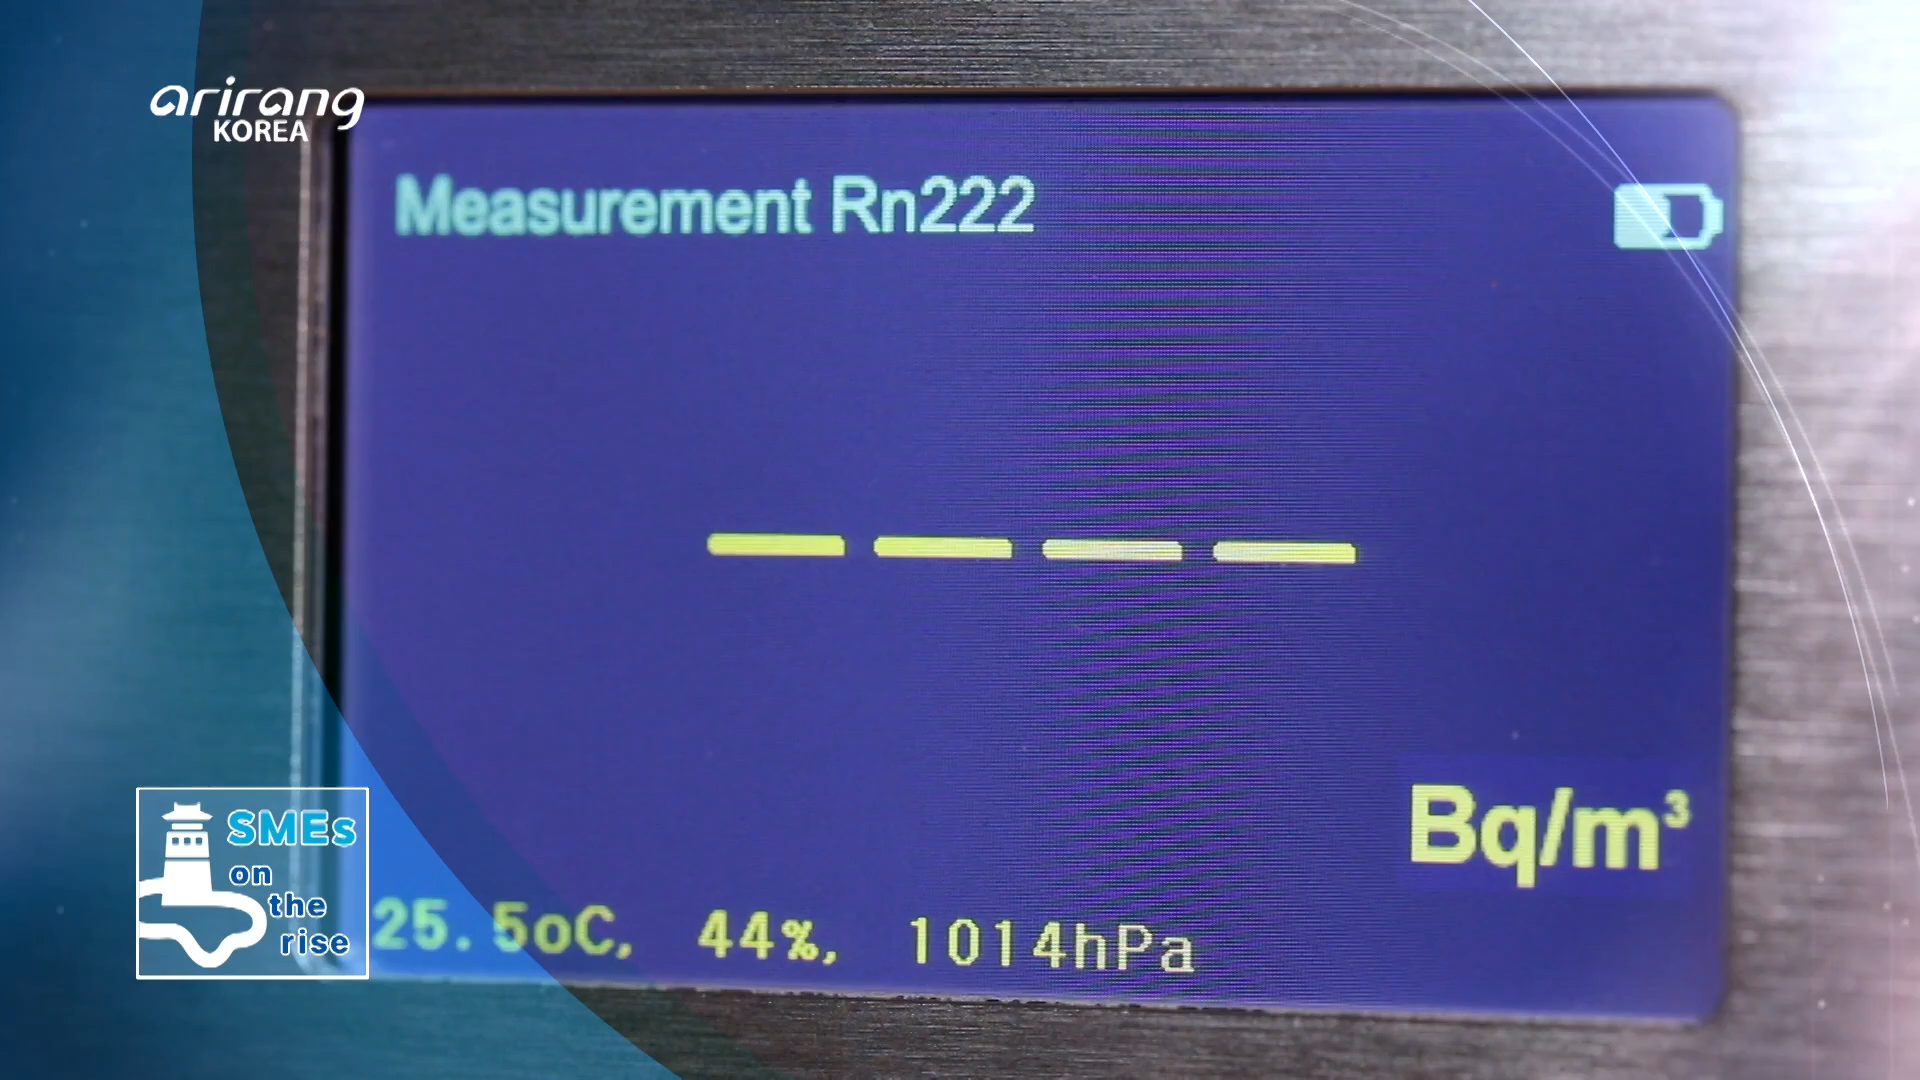 arirang
KOREA
Measurement Rn222
– – – –
Bq/m³
25.5oC, 44%, 1014hPa
SMEs
on
the
rise